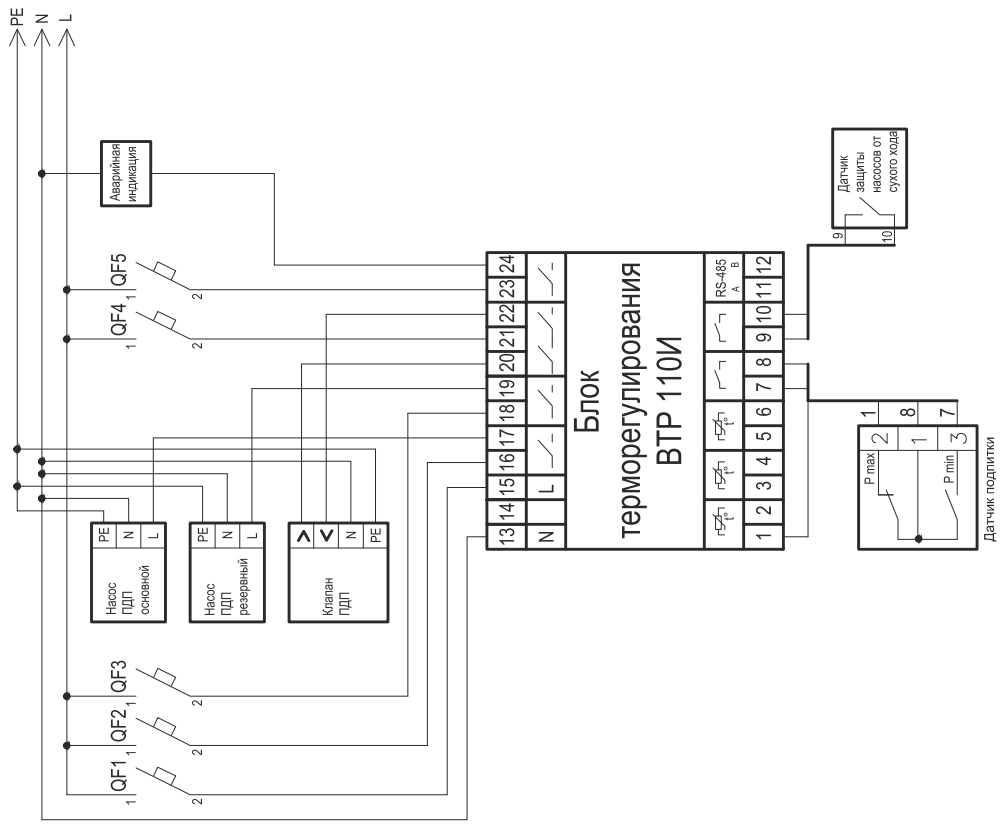 PE
N
L
Аварийная
индикация
QF5
1
2
QF4
1
2
Насос
ПДП
основной
PE
N
L
Насос
ПДП
резервный
PE
N
L
Клапан
ПДП
N
PE
QF3
1
2
QF2
1
2
QF1
1
2
13 14 15 16 17 18 19 20 21 22 23 24
N L
Блок
терморегулирования
ВТР 110И
t° t° t° RS-485
A B
1 2 3 4 5 6 7 8 9 10 11 12
Датчик
защиты
насосов от
сухого хода
9
10
1
8
7
2
1
3
P max
P min
Датчик подпитки